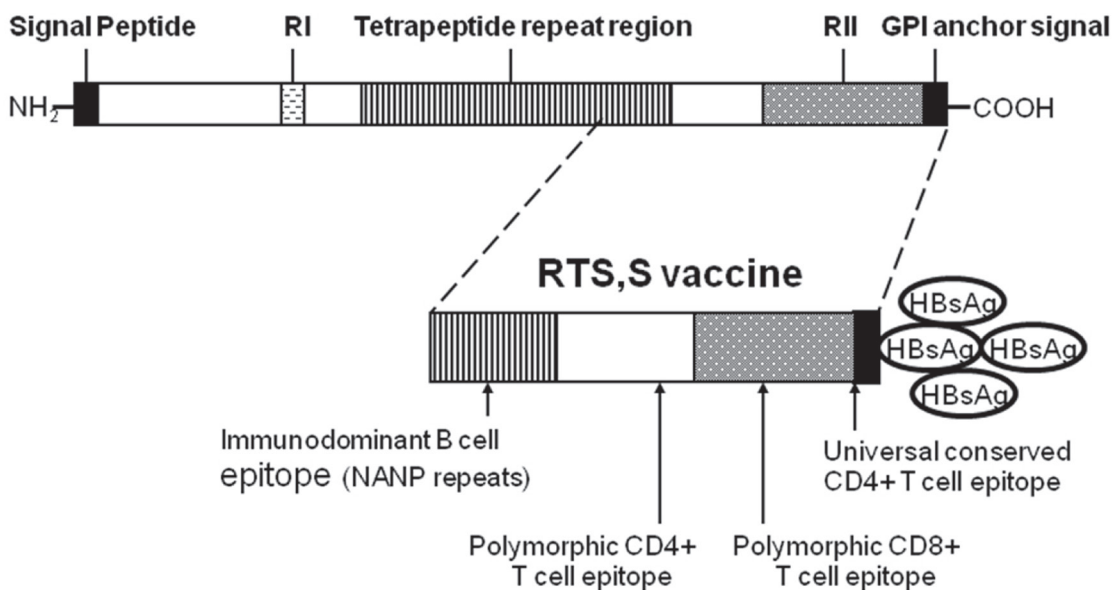 Signal Peptide RI Tetrapeptide repeat region RII GPI anchor signal
NH2 COOH
RTS,S vaccine
HBsAg
HBsAg HBsAg
HBsAg
Immunodominant B cell
epitope (NANP repeats)
Universal conserved
CD4+ T cell epitope
Polymorphic CD4+
T cell epitope
Polymorphic CD8+
T cell epitope